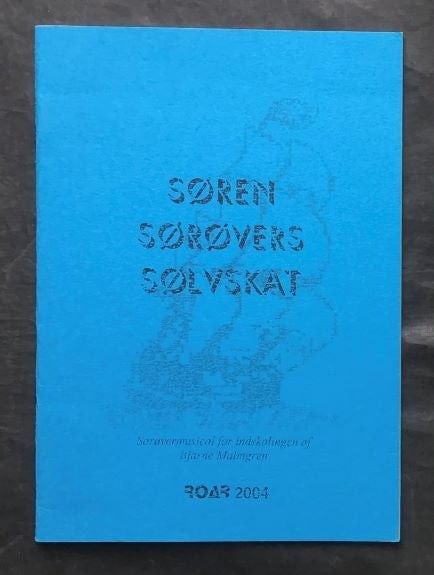 SØREN
SØRØVERS
SØLVSKAT
Sørøvermusical for indskolingen af
Bjarne Malmgren
ROAR 2004